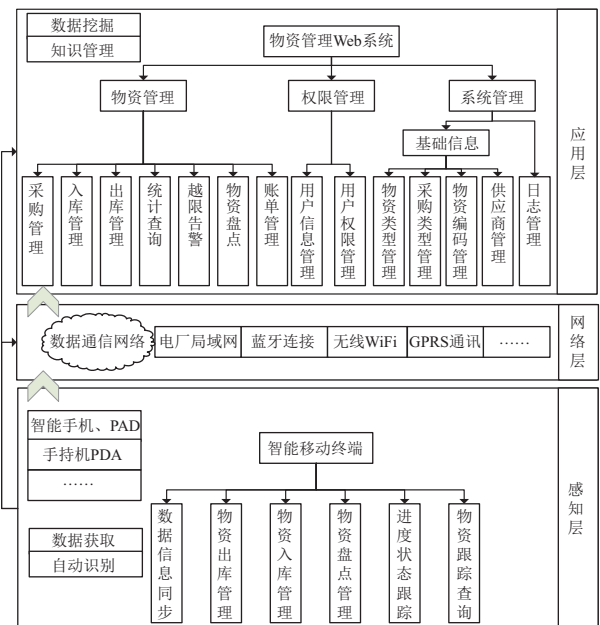 数据挖掘
知识管理
物资管理Web系统
物资管理
权限管理
系统管理
基础信息
采购管理
入库管理
出库管理
统计查询
越限告警
物资盘点
账单管理
用户信息管理
用户权限管理
物资类型管理
采购类型管理
物资编码管理
供应商管理
日志管理
应用层
数据通信网络
电厂局域网
蓝牙连接
无线WiFi
GPRS通讯
……
网络层
智能手机、PAD
手持机PDA
……
智能移动终端
数据获取
自动识别
数据信息同步
物资出库管理
物资入库管理
物资盘点管理
进度状态跟踪
物资跟踪查询
感知层